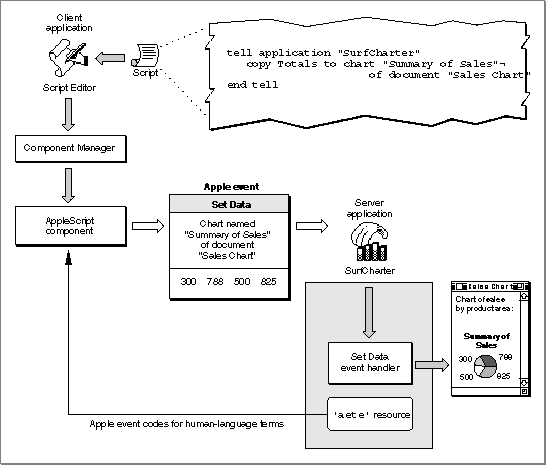 Client
application
Script Editor
Script
tell application "SurfCharter"
copy Totals to chart "Summary of Sales"¬
of document "Sales Chart"
end tell
Component Manager
AppleScript
component
Apple event
Set Data
Chart named
"Summary of Sales"
of document
"Sales Chart"
300 788 500 825
Server
application
SurfCharter
Set Data
event handler
'aete' resource
Apple event codes for human-language terms
Sales Chart
Chart of sales
by product area:
Summary of
Sales
300 788
500 825